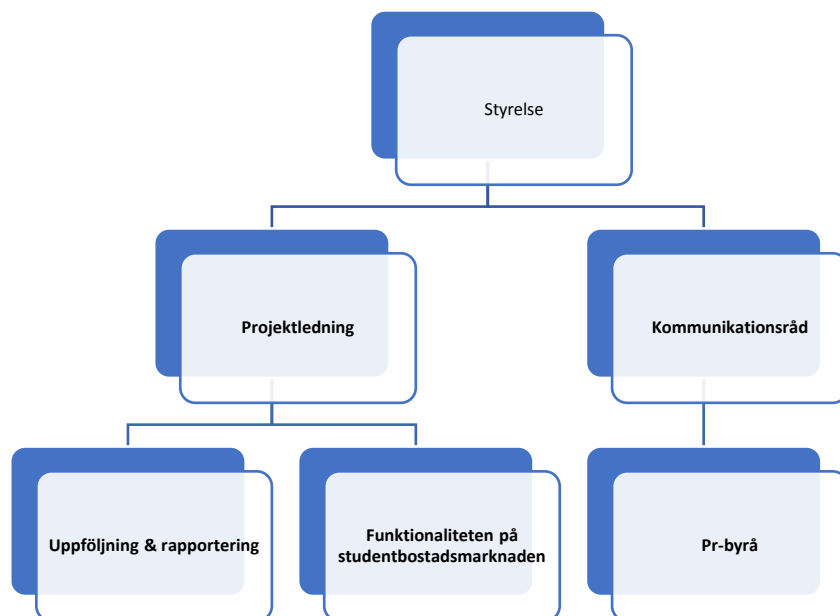 Styrelse
Projektledning
Kommunikationsråd
Uppföljning & rapportering
Funktionaliteten på
studentbostadsmarknaden
Pr-byrå